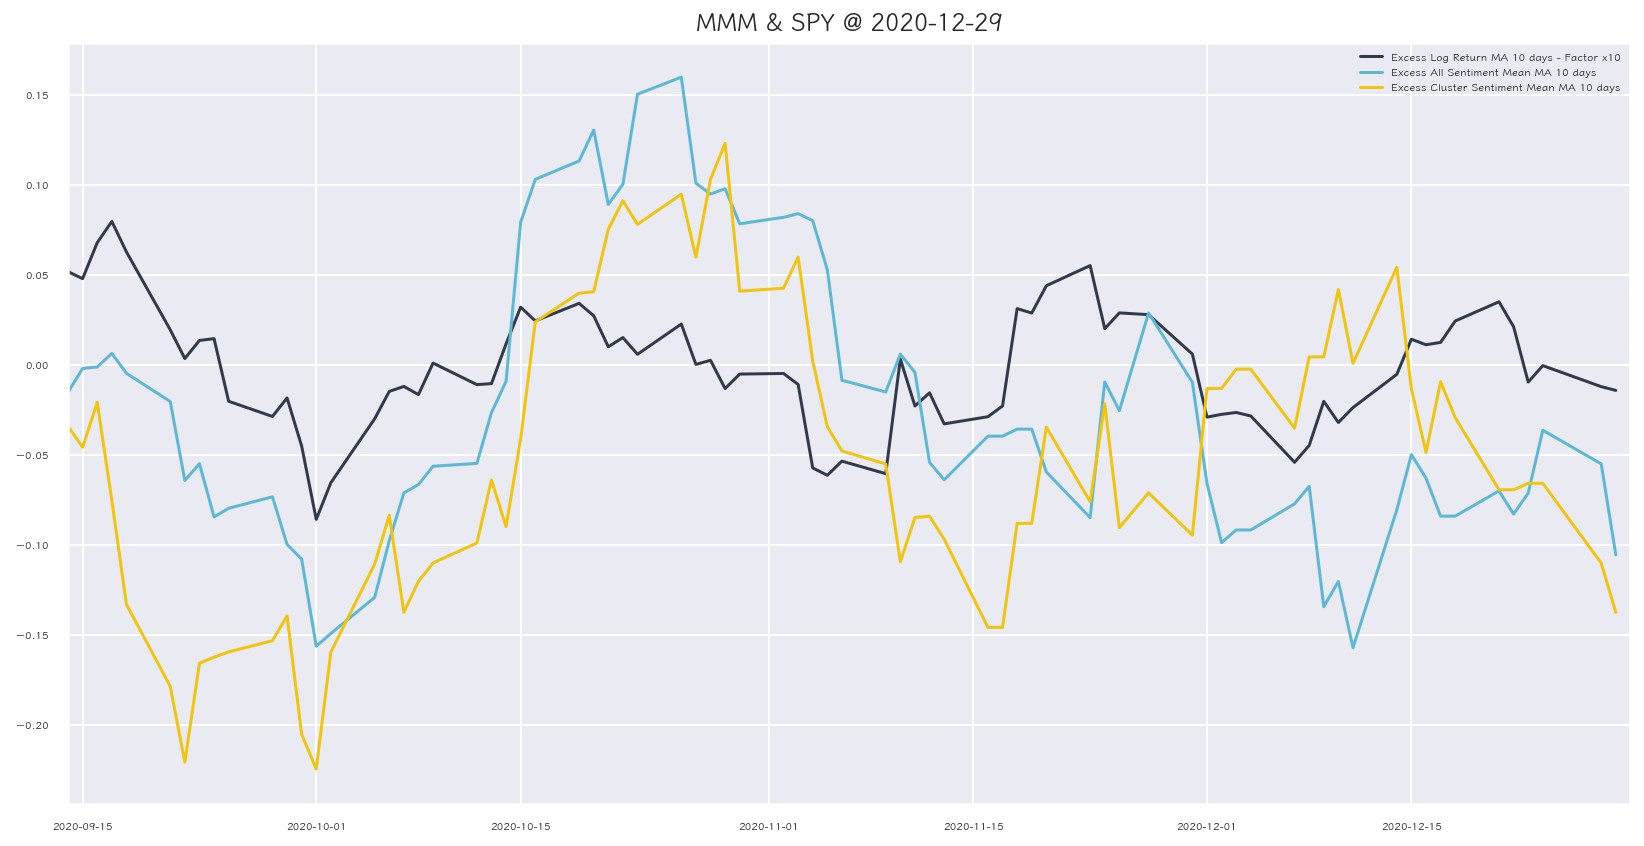 MMM & SPY @ 2020-12-29
Excess Log Return MA 10 days - Factor x10
Excess All Sentiment Mean MA 10 days
Excess Cluster Sentiment Mean MA 10 days
0.15
0.10
0.05
0.00
−0.05
−0.10
−0.15
−0.20
2020-09-15 2020-10-01 2020-10-15 2020-11-01 2020-11-15 2020-12-01 2020-12-15